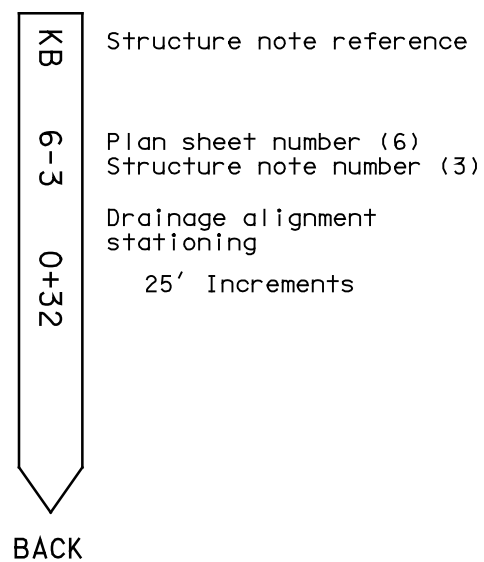 KB
Structure note reference
6-3
Plan sheet number (6)
Structure note number (3)
0+32
Drainage alignment
stationing
25' Increments
BACK